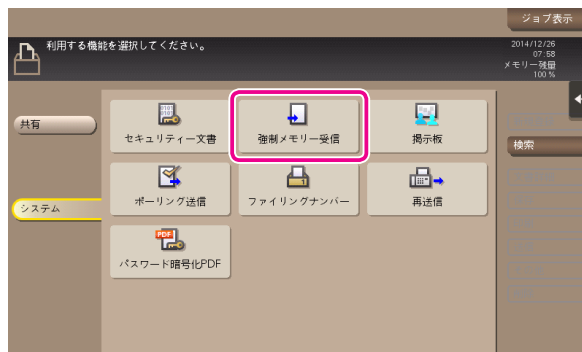 ジョブ表示
利用する機能を選択してください。
2014/12/26
07:58
メモリー残量
100 %
共有
システム
セキュリティー文書
強制メモリー受信
掲示板
ポーリング送信
ファイリングナンバー
再送信
PDF
パスワード暗号化PDF
検索